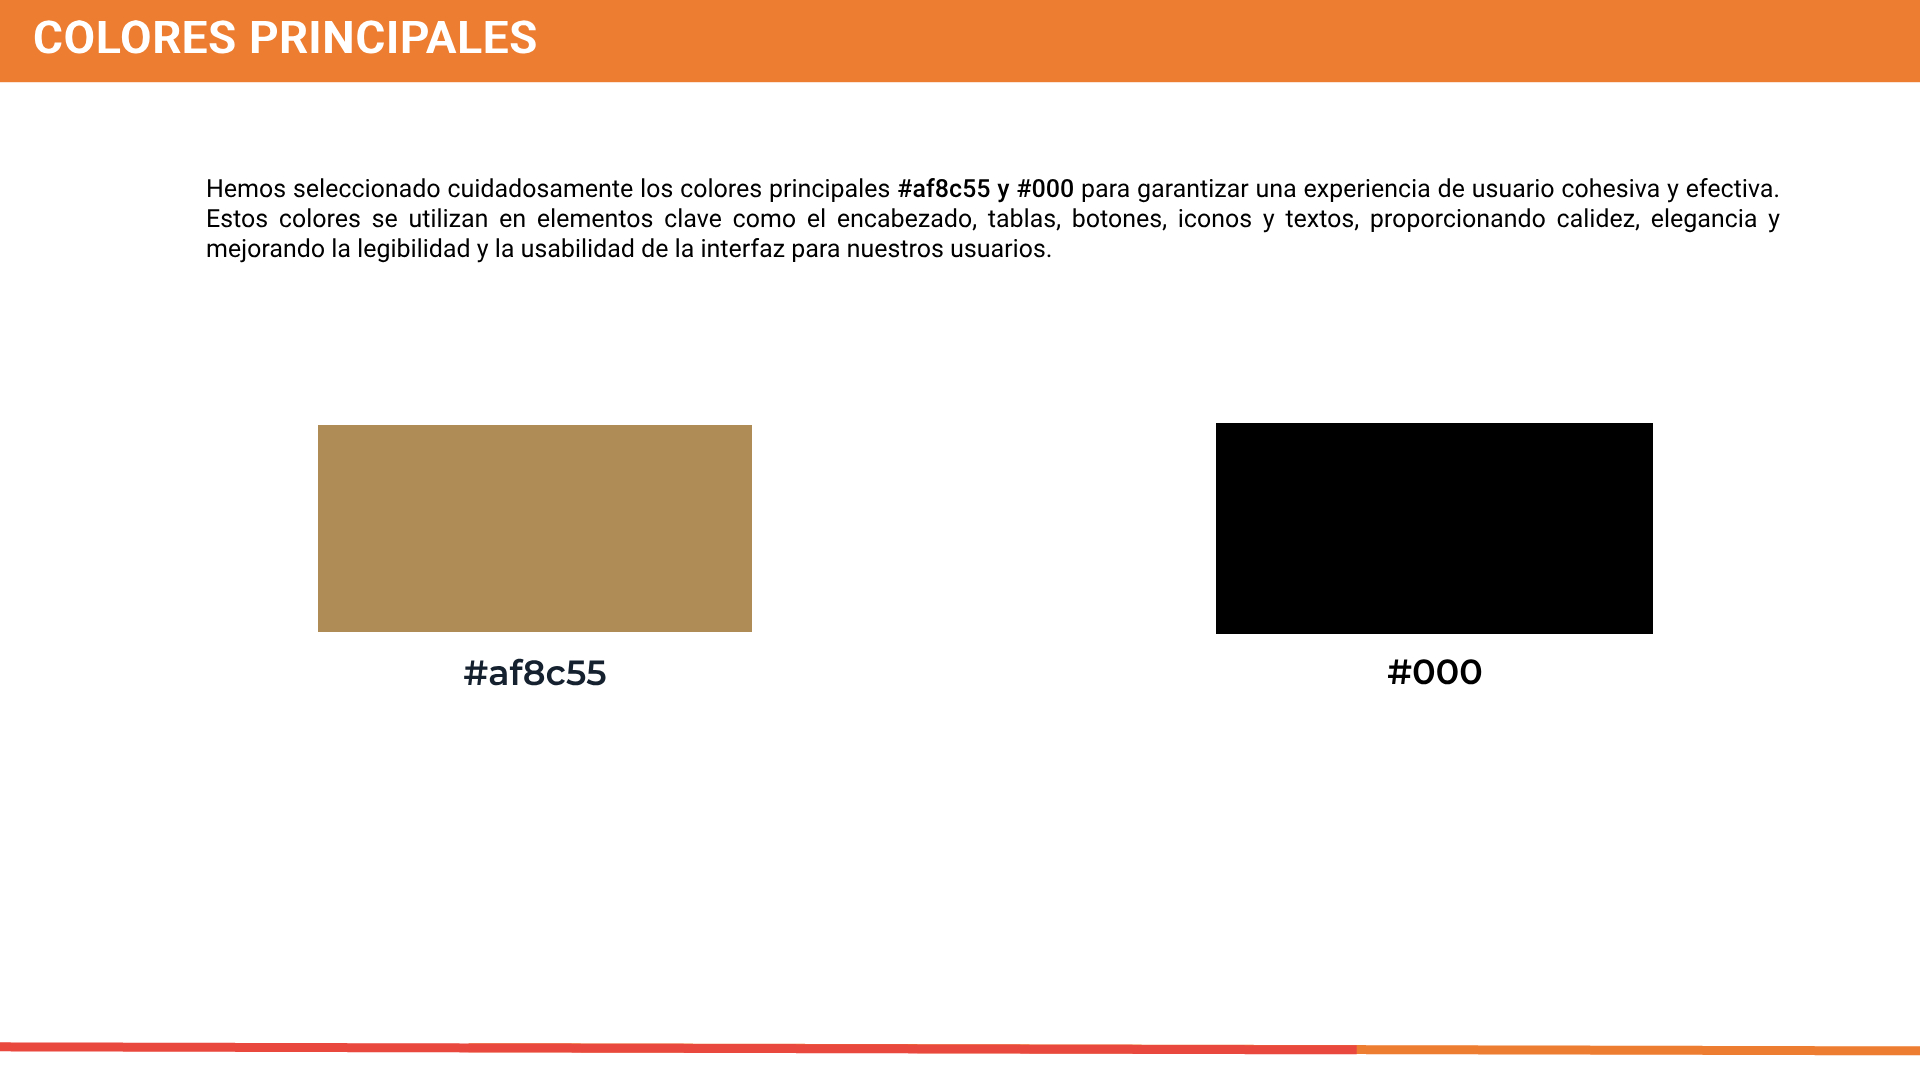 COLORES PRINCIPALES
Hemos seleccionado cuidadosamente los colores principales #af8c55 y #000 para garantizar una experiencia de usuario cohesiva y efectiva.
Estos colores se utilizan en elementos clave como el encabezado, tablas, botones, iconos y textos, proporcionando calidez, elegancia y
mejorando la legibilidad y la usabilidad de la interfaz para nuestros usuarios.
#af8c55
#000